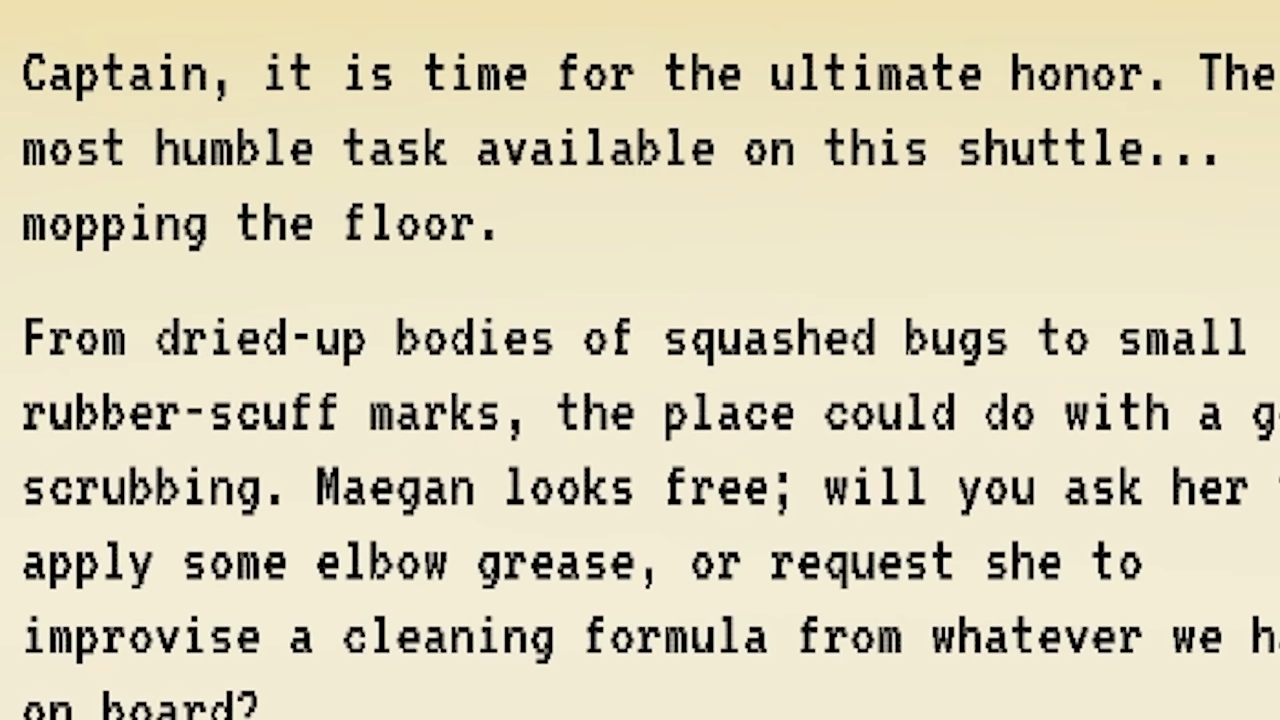 Captain, it is time for the ultimate honor. The
most humble task available on this shuttle...
mopping the floor.
From dried-up bodies of squashed bugs to small
rubber-scuff marks, the place could do with a
scrubbing. Maegan looks free; will you ask her
apply some elbow grease, or request she to
improvise a cleaning formula from whatever we
on board?